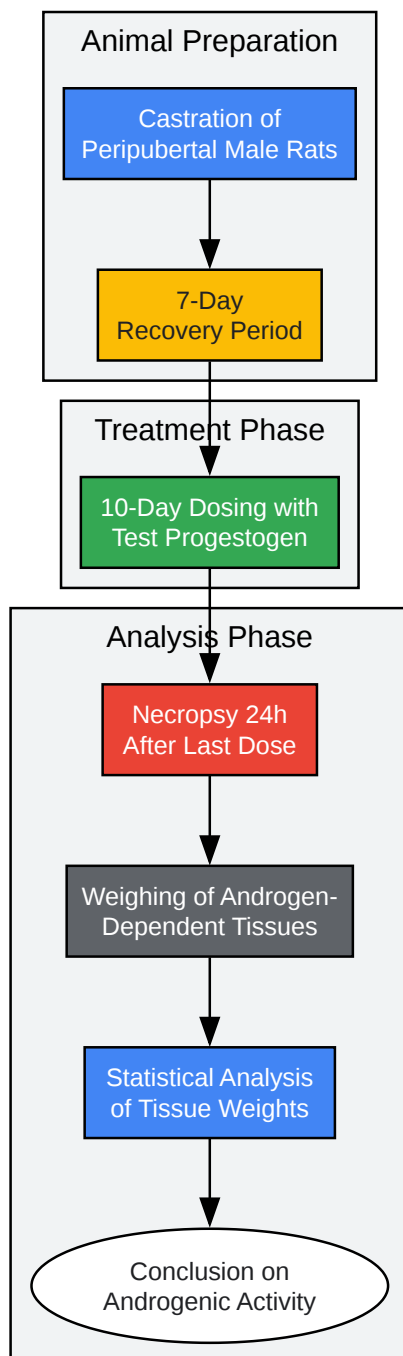 Animal Preparation
Castration of
Peripubertal Male Rats
7-Day
Recovery Period
Treatment Phase
10-Day Dosing with
Test Progestogen
Analysis Phase
Necropsy 24h
After Last Dose
Weighing of Androgen-
Dependent Tissues
Statistical Analysis
of Tissue Weights
Conclusion on
Androgenic Activity